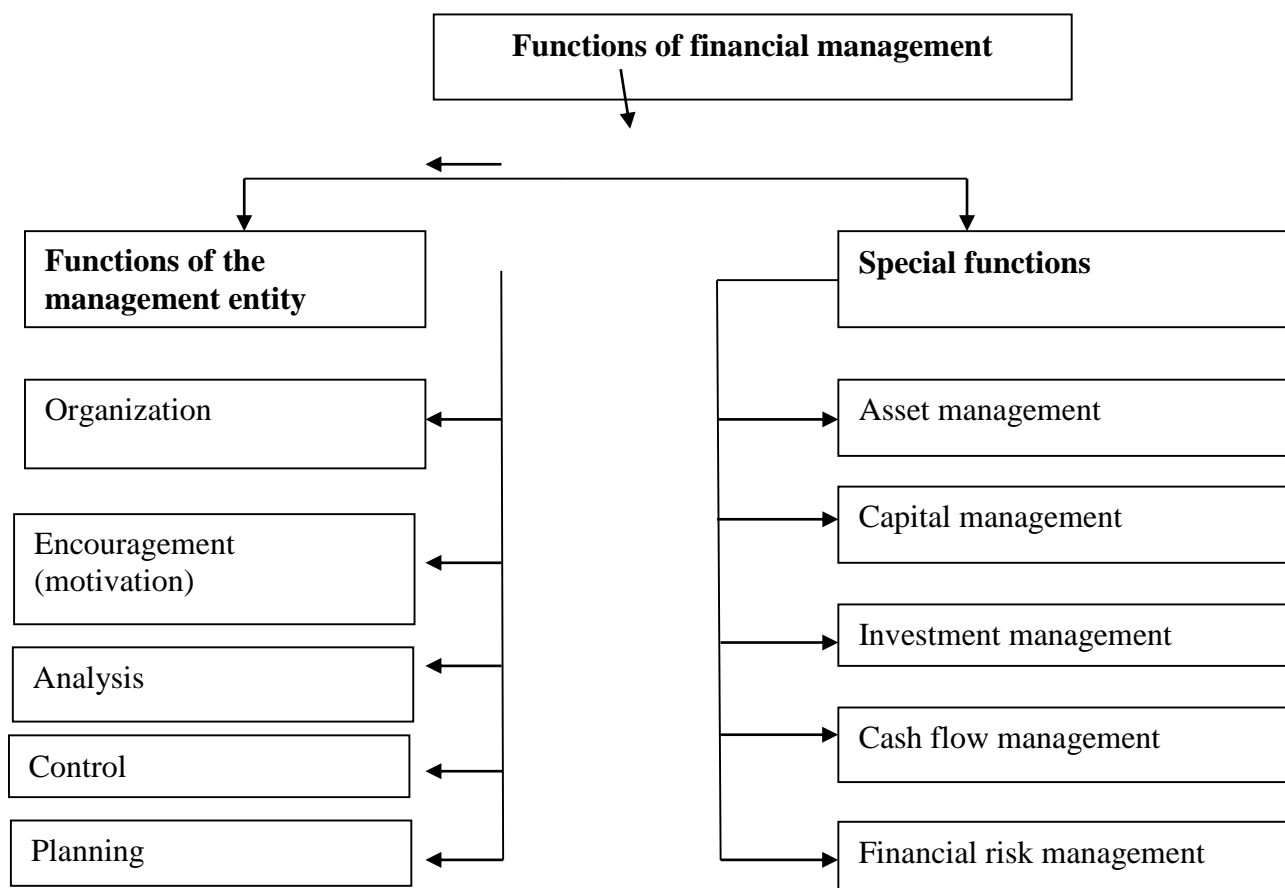 Functions of financial management
Functions of the
management entity
Special functions
Organization
Asset management
Encouragement
(motivation)
Capital management
Analysis
Investment management
Control
Cash flow management
Planning
Financial risk management